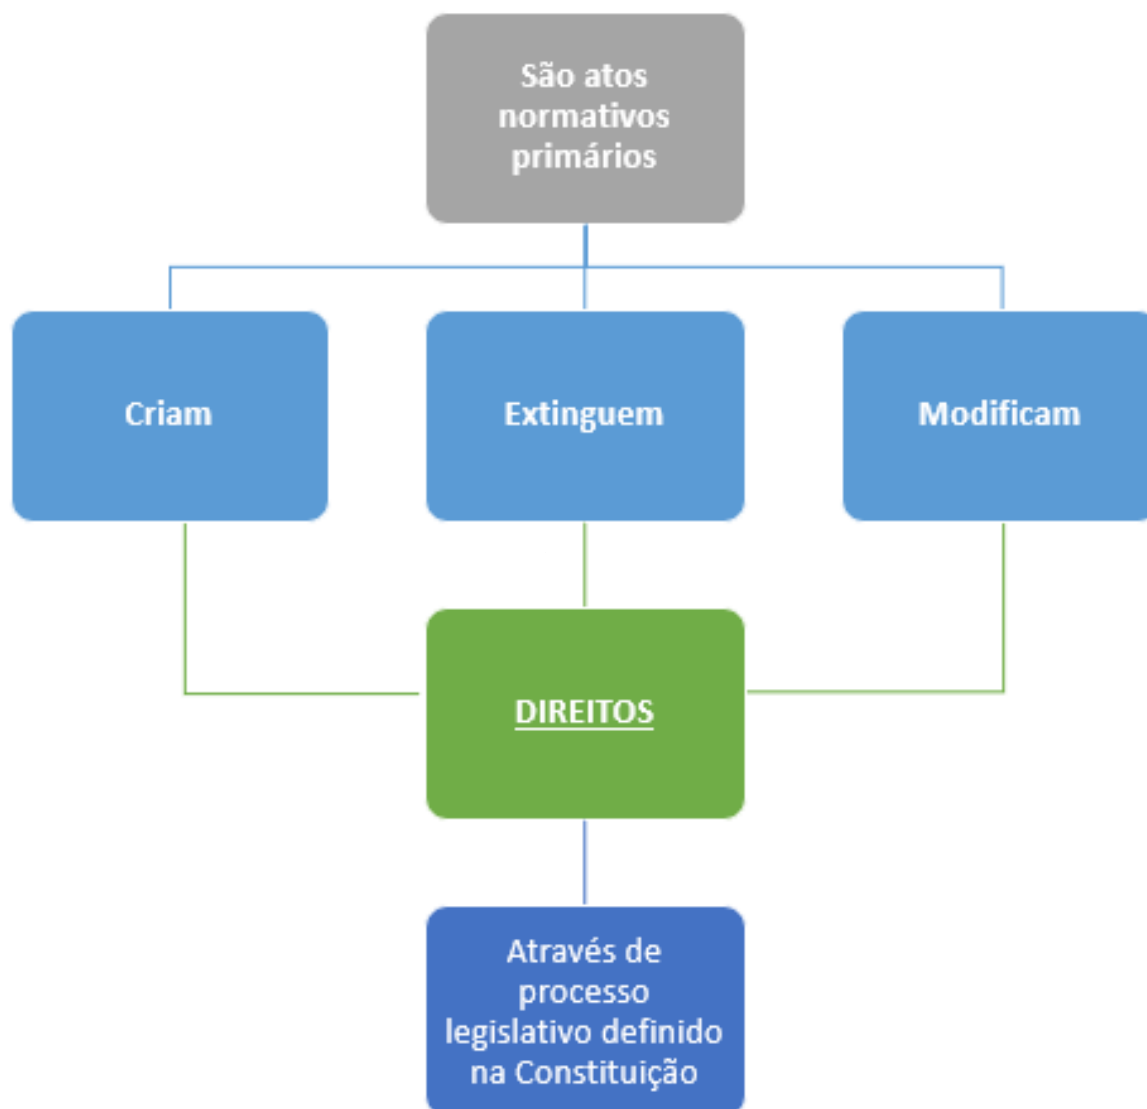 São atos
normativos
primários
Criam
Extinguem
Modificam
DIREITOS
Através de
processo
legislativo definido
na Constituição